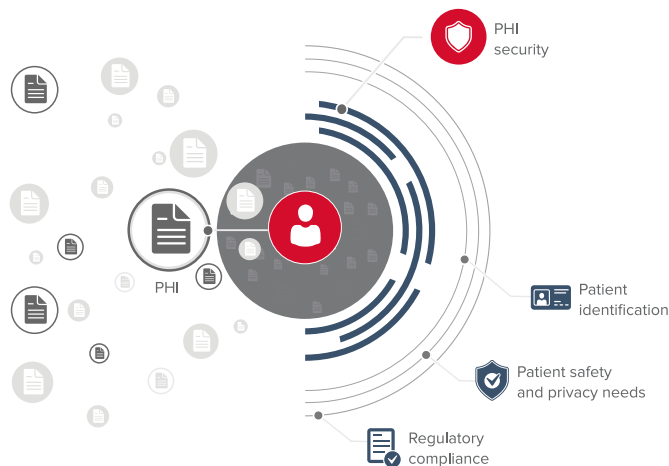 PHI
security
PHI
Patient
identification
Patient safety
and privacy needs
Regulatory
compliance